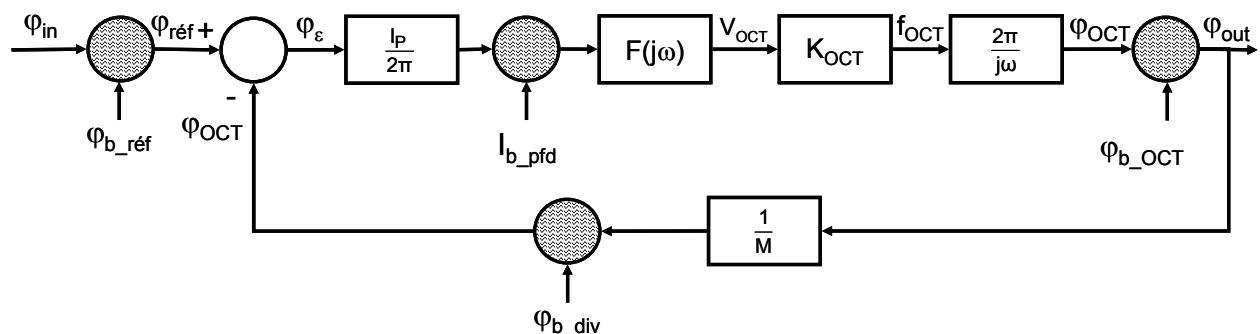 φin φréf + φε IP/2π F(jω) VOCT KOCT fOCT 2π/jω φOCT φout
-
φb_réf φOCT Ib_pfd φb_OCT
1/M
φb_div